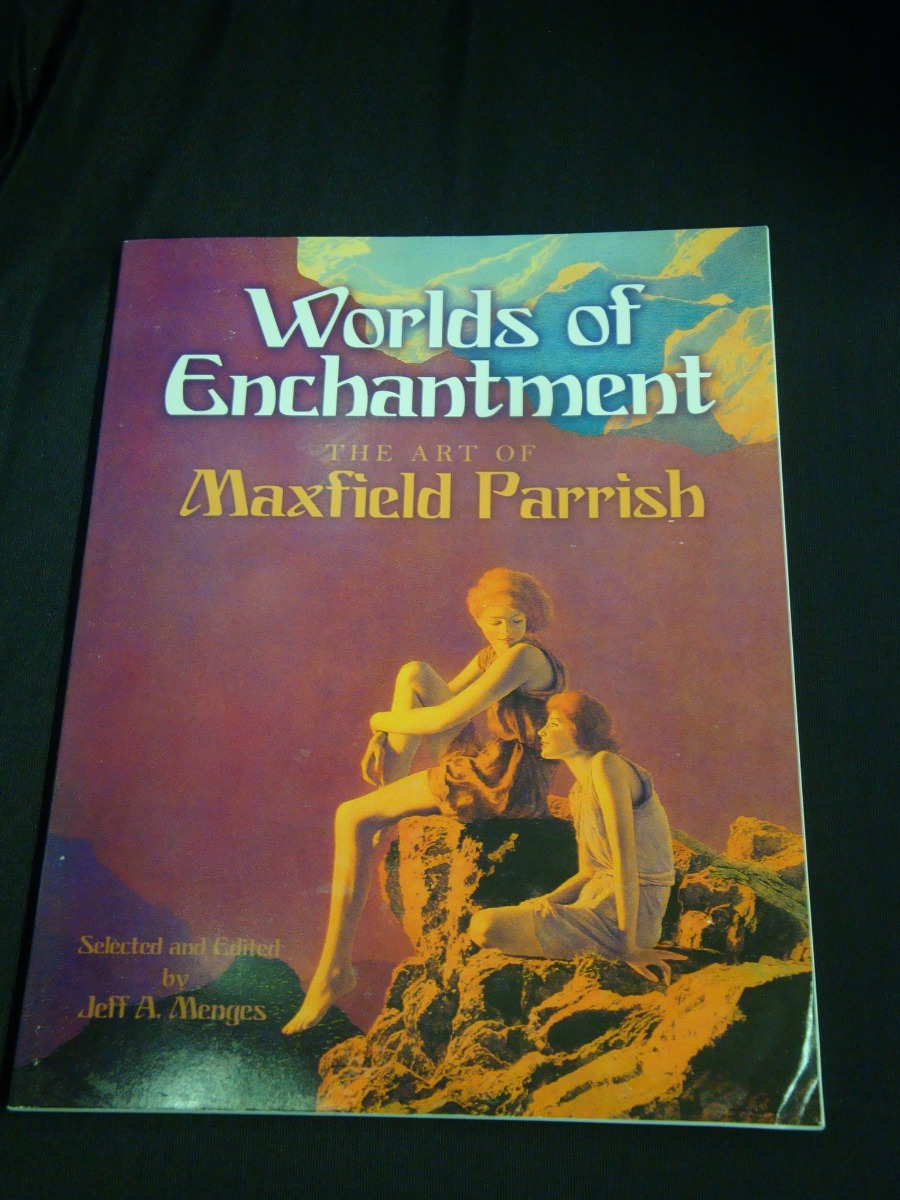 Worlds of
Enchantment
THE ART OF
Maxfield Parrish
Selected and Edited
by
Jeff A. Menges